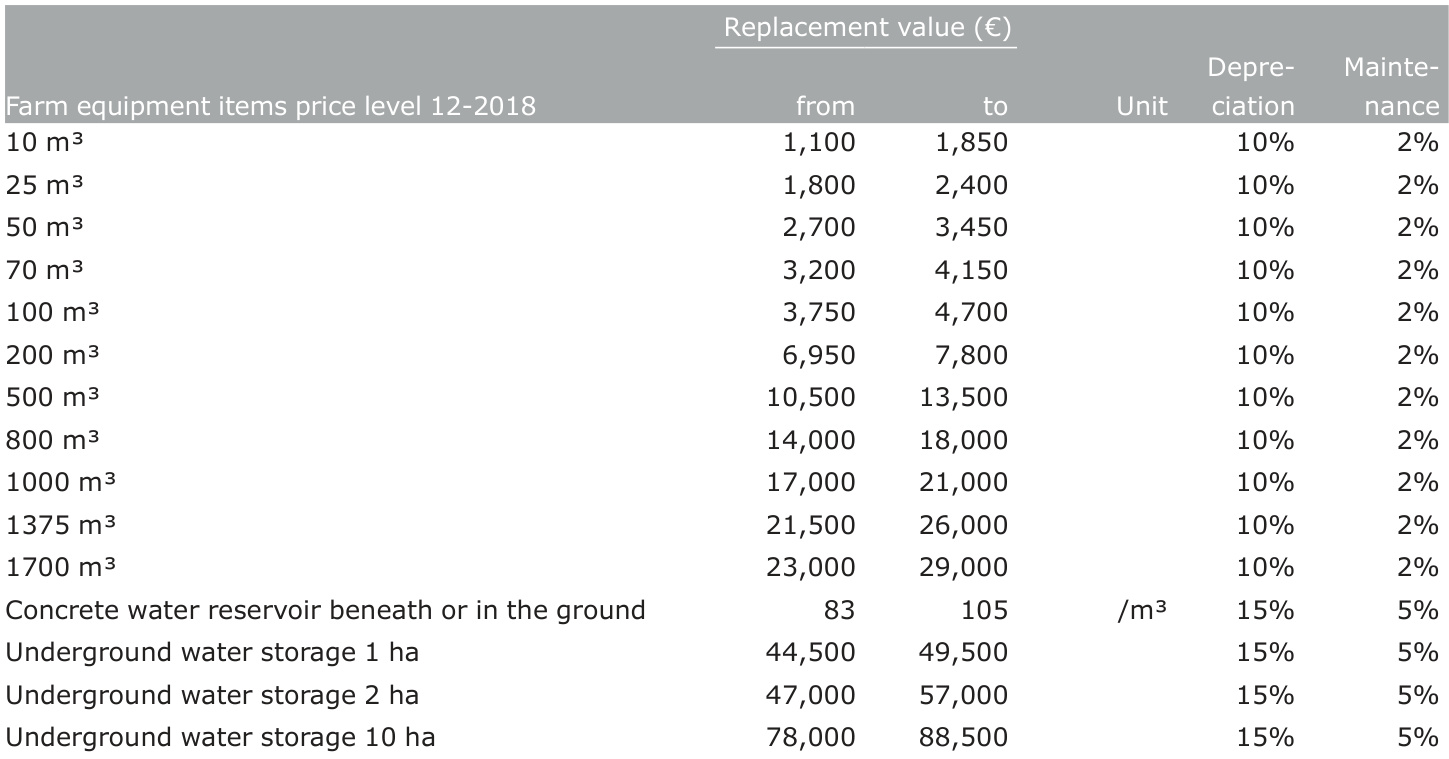 Replacement value (€)
Depre- Mainte-
Farm equipment items price level 12-2018 from to Unit ciation nance
10 m³ 1,100 1,850 10% 2%
25 m³ 1,800 2,400 10% 2%
50 m³ 2,700 3,450 10% 2%
70 m³ 3,200 4,150 10% 2%
100 m³ 3,750 4,700 10% 2%
200 m³ 6,950 7,800 10% 2%
500 m³ 10,500 13,500 10% 2%
800 m³ 14,000 18,000 10% 2%
1000 m³ 17,000 21,000 10% 2%
1375 m³ 21,500 26,000 10% 2%
1700 m³ 23,000 29,000 10% 2%
Concrete water reservoir beneath or in the ground 83 105 /m³ 15% 5%
Underground water storage 1 ha 44,500 49,500 15% 5%
Underground water storage 2 ha 47,000 57,000 15% 5%
Underground water storage 10 ha 78,000 88,500 15% 5%